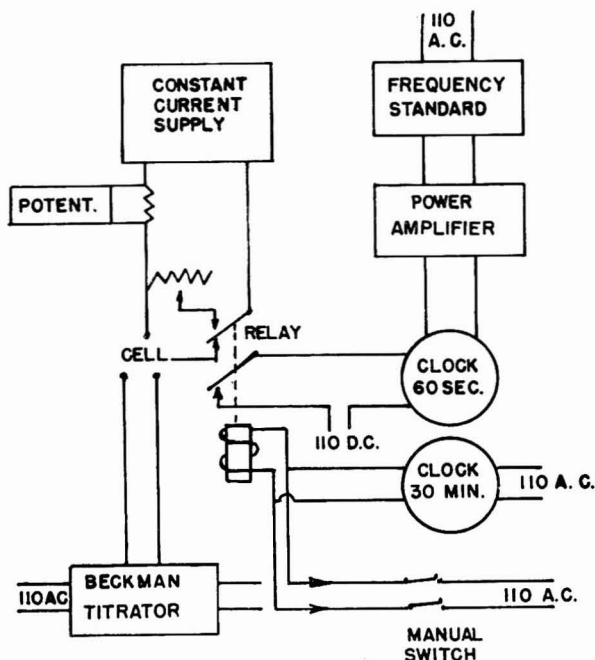 110
A. C.
CONSTANT
CURRENT
SUPPLY
FREQUENCY
STANDARD
POTENT.
POWER
AMPLIFIER
RELAY
CELL
CLOCK
60 SEC.
110 D.C.
CLOCK
30 MIN.
110 A. C.
110AC
BECKMAN
TITRATOR
110 A.C.
MANUAL
SWITCH